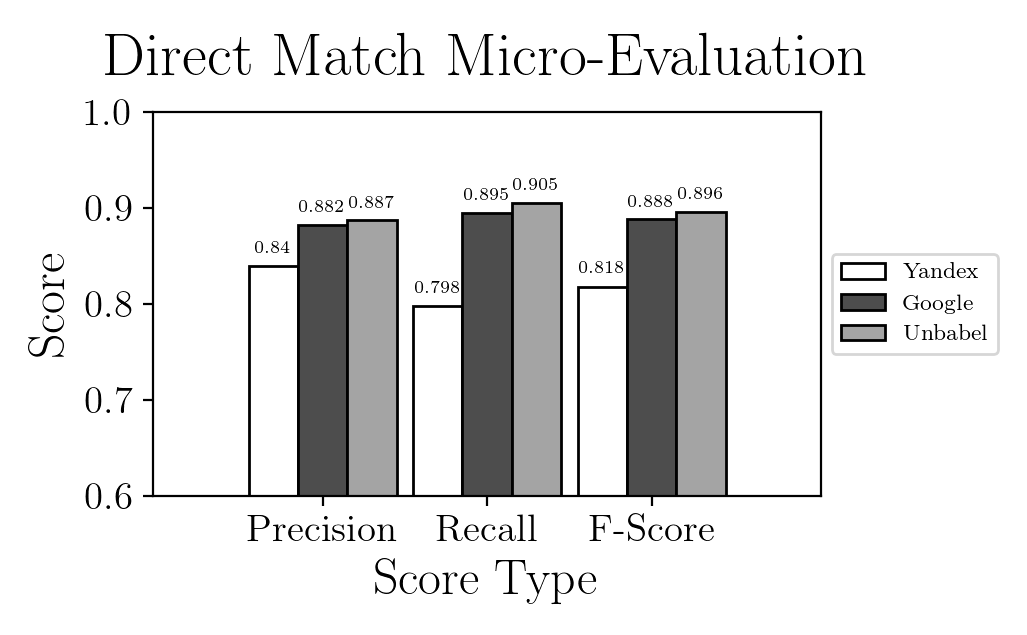 Direct Match Micro-Evaluation
1.0
0.9
0.8
0.7
0.6
Score
0.84
0.882
0.887
0.798
0.895
0.905
0.818
0.888
0.896
Precision
Recall
F-Score
Score Type
Yandex
Google
Unbabel